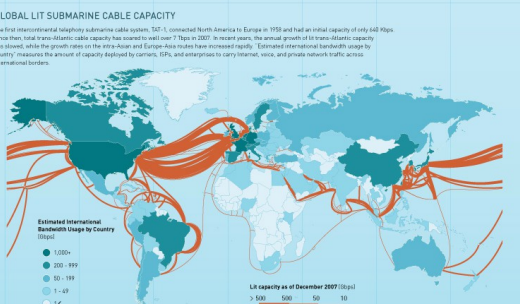 LOBAL LIT SUBMARINE CABLE CAPACITY
e first intercontinental telephony submarine cable system, TAT-1, connected North America to Europe in 1958 and had an initial capacity of only 640 Kbps.
nce then, total trans-Atlantic cable capacity has soared to well over 7 Tbps in 2007. In recent years, the annual growth of lit trans-Atlantic capacity
s slowed, while the growth rates on the intra-Asian and Europe-Asia routes have increased rapidly. "Estimated international bandwidth usage by
untry" measures the amount of capacity deployed by carriers, ISPs, and enterprises to carry Internet, voice, and private network traffic across
ernational borders.
Estimated International
Bandwidth Usage by Country
(Gbps)
1,000+
200 - 999
50 - 199
1 - 49
Lit capacity as of December 2007 (Gbps)
> 500 500 50 10